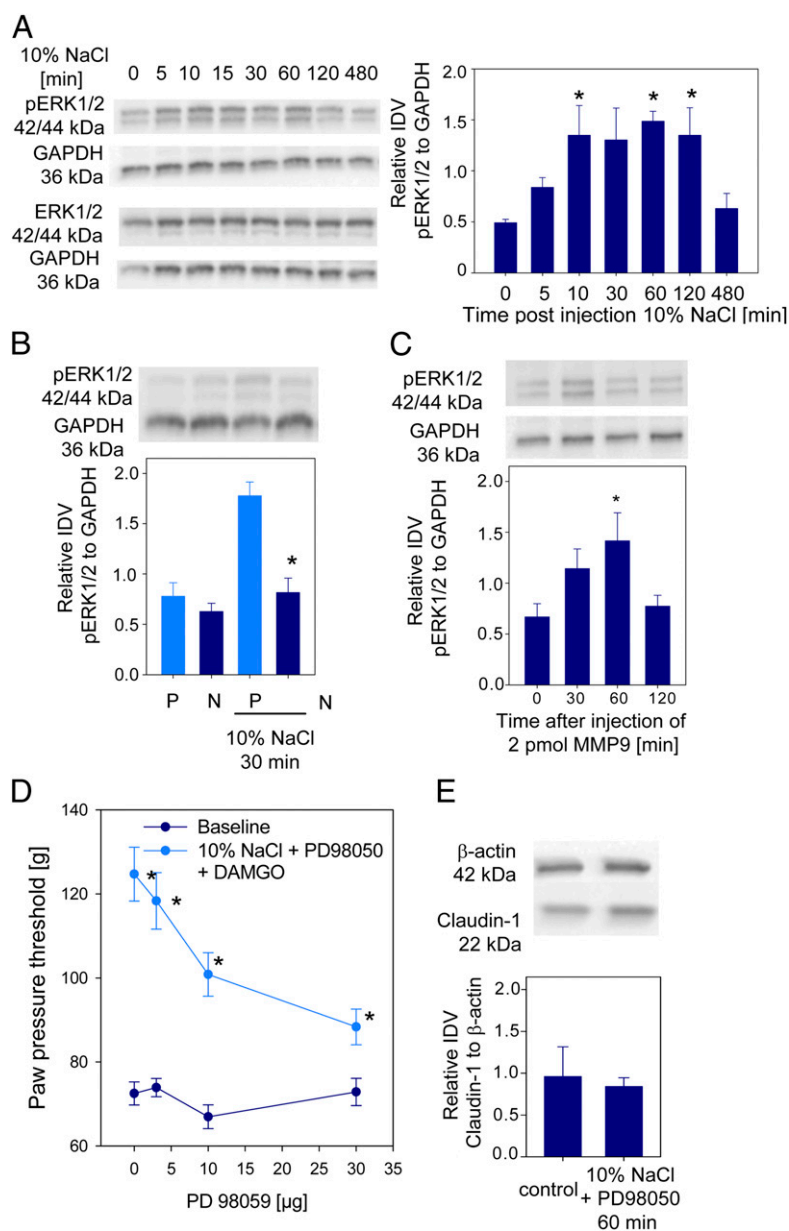 A
10% NaCl
[min]
0 5 10 15 30 60 120 480
pERK1/2
42/44 kDa
GAPDH
36 kDa
ERK1/2
42/44 kDa
GAPDH
36 kDa
Relative IDV
pERK1/2 to GAPDH
2.0
1.5
1.0
0.5
0
* * *
0 5 10 30 60 120 480
Time post injection 10% NaCl [min]
B
pERK1/2
42/44 kDa
GAPDH
36 kDa
Relative IDV
pERK1/2 to GAPDH
2.0
1.5
1.0
0.5
0.0
*
P N P N
10% NaCl
30 min
C
pERK1/2
42/44 kDa
GAPDH
36 kDa
Relative IDV
pERK1/2 to GAPDH
2.0
1.5
1.0
0.5
0.0
*
0 30 60 120
Time after injection of
2 pmol MMP9 [min]
D
Paw pressure threshold [g]
140
120
100
80
60
Baseline
10% NaCl + PD98050
+ DAMGO
* * * *
0 5 10 15 20 25 30 35
PD 98059 [µg]
E
β-actin
42 kDa
Claudin-1
22 kDa
Relative IDV
Claudin-1 to β-actin
2.0
1.5
1.0
0.5
0.0
control
10% NaCl
+ PD98050
60 min